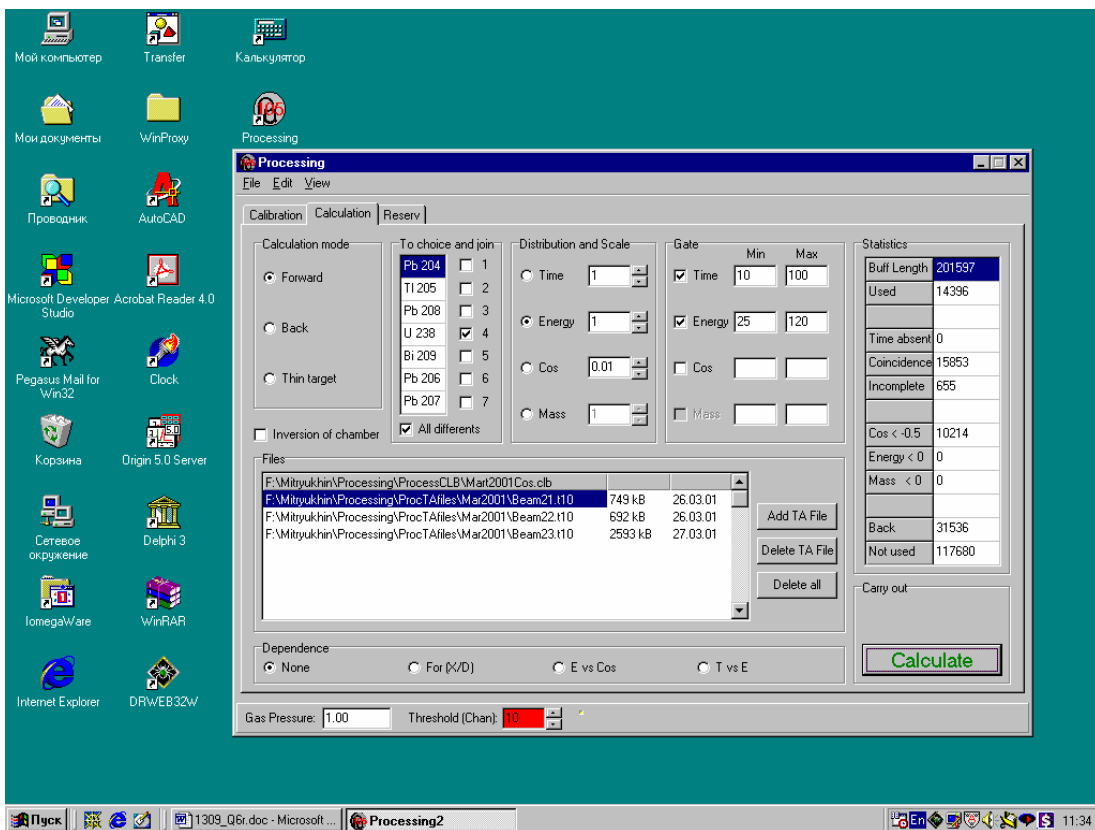 Мой компьютер
Transfer
Калькулятор
Мои документы
WinProxy
Processing
Проводник
AutoCAD
Microsoft Developer Studio
Acrobat Reader 4.0
Pegasus Mail for Win32
Clock
Корзина
Origin 5.0 Server
Сетевое окружение
Delphi 3
IomegaWare
WinRAR
Internet Explorer
DRWEB32W
Processing
File Edit View
Calibration Calculation Reserv
Calculation mode
Forward
Back
Thin target
Inversion of chamber
To choice and join
Pb 204 1
Tl 205 2
Pb 208 3
U 238 4
Bi 209 5
Pb 206 6
Pb 207 7
All differents
Distribution and Scale
Time 1
Energy 1
Cos 0.01
Mass 1
Gate
Min Max
Time 10 100
Energy 25 120
Cos
Mass
Statistics
Buff Length 201597
Used 14396
Time absent 0
Coincidence 15853
Incomplete 655
Cos < -0.5 10214
Energy < 0 0
Mass < 0 0
Back 31536
Not used 117680
Files
F:\Mitryukhin\Processing\ProcessCLB\Mart2001Cos.clb
F:\Mitryukhin\Processing\ProcTAfiles\Mar2001\Beam21.t10 749 kB 26.03.01
F:\Mitryukhin\Processing\ProcTAfiles\Mar2001\Beam22.t10 692 kB 26.03.01
F:\Mitryukhin\Processing\ProcTAfiles\Mar2001\Beam23.t10 2593 kB 27.03.01
Add TA File
Delete TA File
Delete all
Carry out
Calculate
Dependence
None For (X/D) E vs Cos T vs E
Gas Pressure: 1.00 Threshold (Chan): 10
Пуск 1309_Q6r.doc - Microsoft ... Processing2 En 11:34